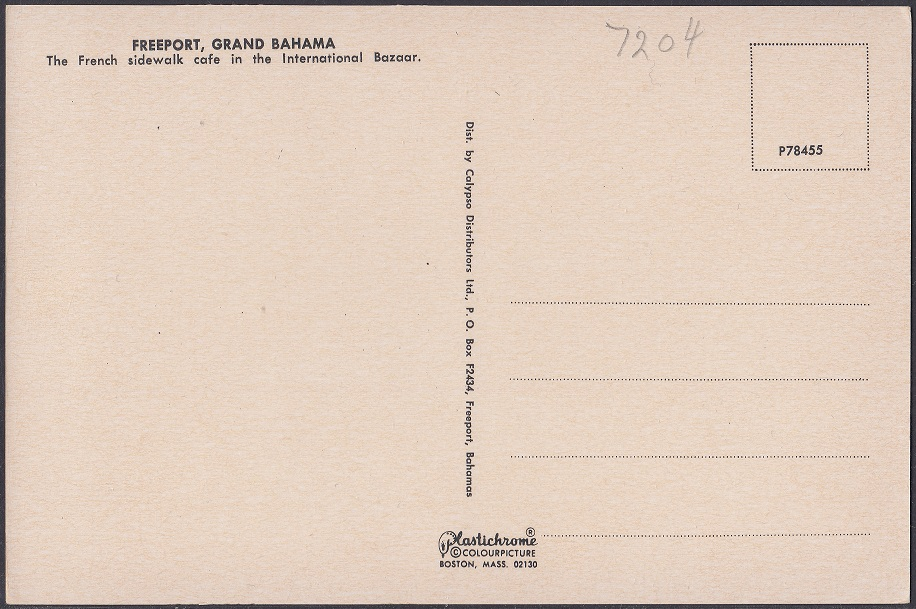 FREEPORT, GRAND BAHAMA
The French sidewalk cafe in the International Bazaar.
7204
P78455
Dist. by Calypso Distributors Ltd., P. O. Box F2434, Freeport, Bahamas
Plastichrome ®
© COLOURPICTURE
BOSTON, MASS. 02130